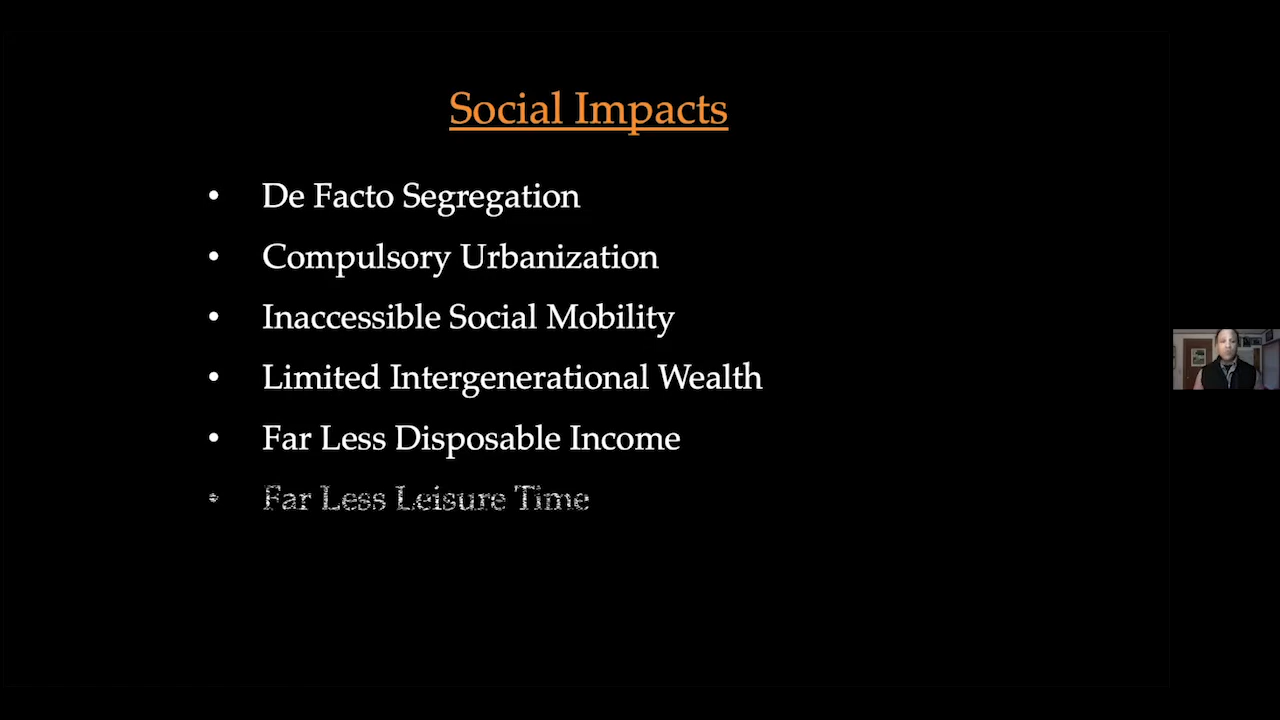 Social Impacts
• De Facto Segregation
• Compulsory Urbanization
• Inaccessible Social Mobility
• Limited Intergenerational Wealth
• Far Less Disposable Income
• Far Less Leisure Time